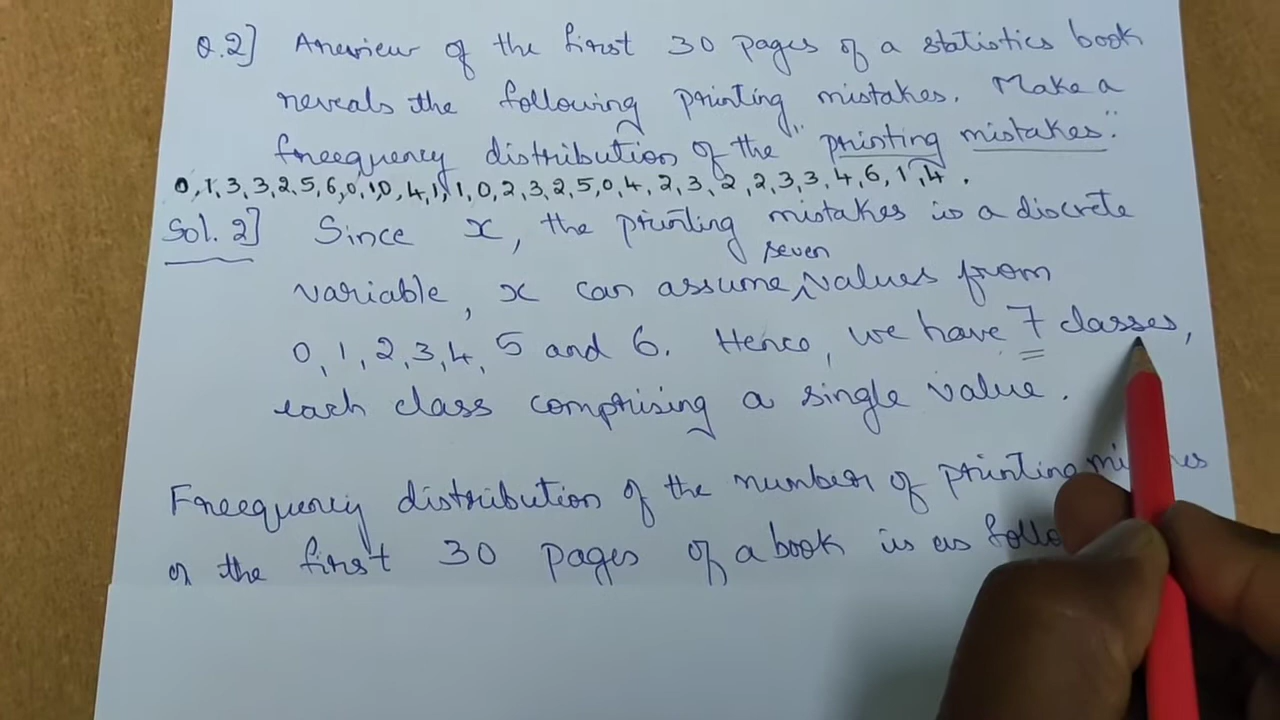 Q.2] A review of the first 30 pages of a statistics book
reveals the following printing mistakes. Make a
freequency distribution of the "printing mistakes."
0,1,3,3,2,5,6,0,1,0,4,1,1,0,2,3,2,5,0,4,2,3,2,2,3,3,4,6,1,4.
Sol. 2] Since x, the printing mistakes is a discrete
variable, x can assume seven values from
0, 1, 2, 3, 4, 5 and 6. Hence, we have 7 classes,
each class comprising a single value.
Freequency distribution of the number of printing
the first 30 pages of a book is as